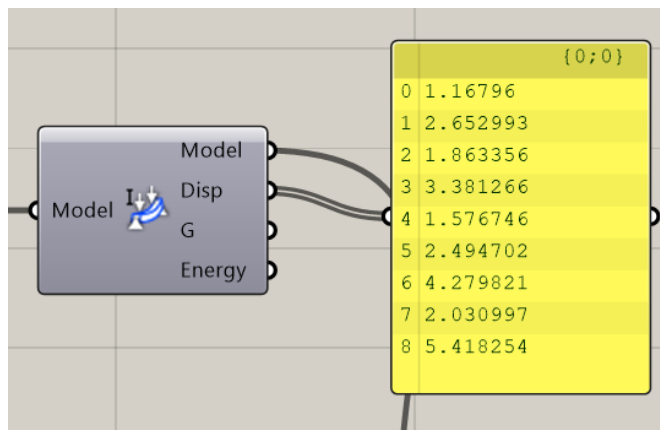 {0;0}
0 1.16796
1 2.652993
2 1.863356
3 3.381266
4 1.576746
5 2.494702
6 4.279821
7 2.030997
8 5.418254
Model
Model
Disp
G
Energy
I